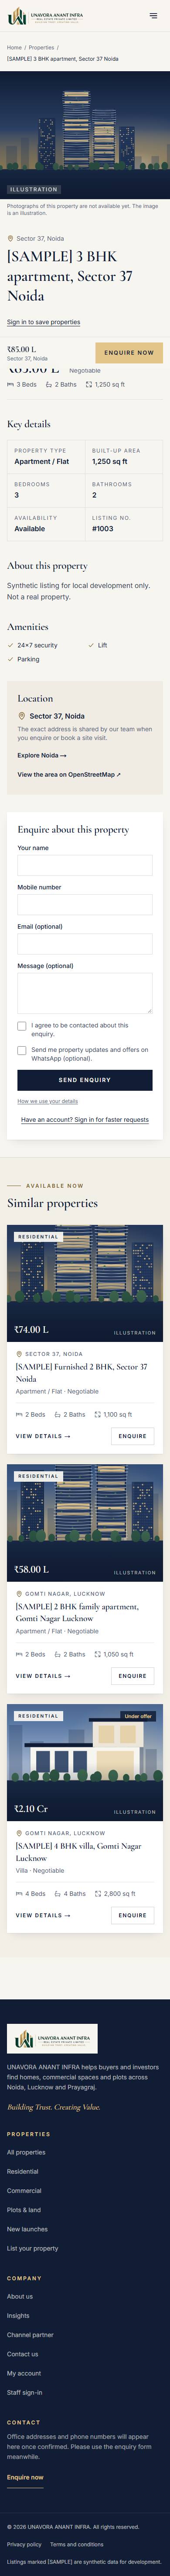 UNAVORA ANANT INFRA
Home / Properties /
[SAMPLE] 3 BHK apartment, Sector 37 Noida
ILLUSTRATION
Photographs of this property are not available yet. The image
is an illustration.
Sector 37, Noida
[SAMPLE] 3 BHK
apartment, Sector 37
Noida
Sign in to save properties
₹85.00 L
Sector 37, Noida
ENQUIRE NOW
₹85.00 L Negotiable
3 Beds 2 Baths 1,250 sq ft
Key details
PROPERTY TYPE
Apartment / Flat
BUILT-UP AREA
1,250 sq ft
BEDROOMS
3
BATHROOMS
2
AVAILABILITY
Available
LISTING NO.
#1003
About this property
Synthetic listing for local development only.
Not a real property.
Amenities
24×7 security
Lift
Parking
Location
Sector 37, Noida
The exact address is shared by our team when
you enquire or book a site visit.
Explore Noida ⟶
View the area on OpenStreetMap ↗
Enquire about this property
Your name
Mobile number
Email (optional)
Message (optional)
I agree to be contacted about this
enquiry.
Send me property updates and offers on
WhatsApp (optional).
SEND ENQUIRY
How we use your details
Have an account? Sign in for faster requests
AVAILABLE NOW
Similar properties
RESIDENTIAL
₹74.00 L
ILLUSTRATION
SECTOR 37, NOIDA
[SAMPLE] Furnished 2 BHK, Sector 37
Noida
Apartment / Flat · Negotiable
2 Beds 2 Baths 1,100 sq ft
VIEW DETAILS ⟶
ENQUIRE
RESIDENTIAL
₹58.00 L
ILLUSTRATION
GOMTI NAGAR, LUCKNOW
[SAMPLE] 2 BHK family apartment,
Gomti Nagar Lucknow
Apartment / Flat · Negotiable
2 Beds 2 Baths 1,050 sq ft
VIEW DETAILS ⟶
ENQUIRE
RESIDENTIAL
Under offer
₹2.10 Cr
ILLUSTRATION
GOMTI NAGAR, LUCKNOW
[SAMPLE] 4 BHK villa, Gomti Nagar
Lucknow
Villa · Negotiable
4 Beds 4 Baths 2,800 sq ft
VIEW DETAILS ⟶
ENQUIRE
UNAVORA ANANT INFRA
UNAVORA ANANT INFRA helps buyers and investors
find homes, commercial spaces and plots across
Noida, Lucknow and Prayagraj.
Building Trust. Creating Value.
PROPERTIES
All properties
Residential
Commercial
Plots & land
New launches
List your property
COMPANY
About us
Insights
Channel partner
Contact us
My account
Staff sign-in
CONTACT
Office addresses and phone numbers will appear
here once confirmed. Please use the enquiry form
meanwhile.
Enquire now
© 2026 UNAVORA ANANT INFRA. All rights reserved.
Privacy policy Terms and conditions
Listings marked [SAMPLE] are synthetic data for development.